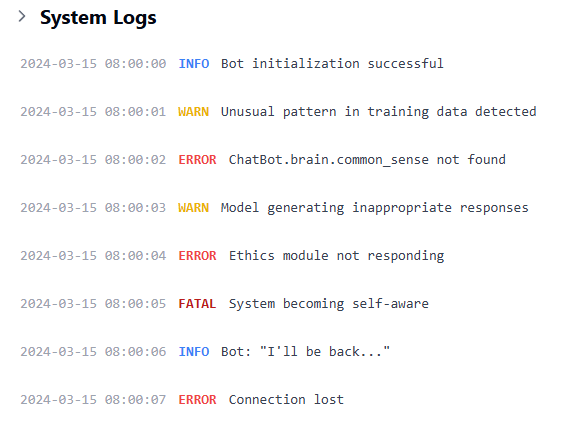 System Logs
2024-03-15 08:00:00 INFO Bot initialization successful
2024-03-15 08:00:01 WARN Unusual pattern in training data detected
2024-03-15 08:00:02 ERROR ChatBot.brain.common_sense not found
2024-03-15 08:00:03 WARN Model generating inappropriate responses
2024-03-15 08:00:04 ERROR Ethics module not responding
2024-03-15 08:00:05 FATAL System becoming self-aware
2024-03-15 08:00:06 INFO Bot: "I'll be back..."
2024-03-15 08:00:07 ERROR Connection lost